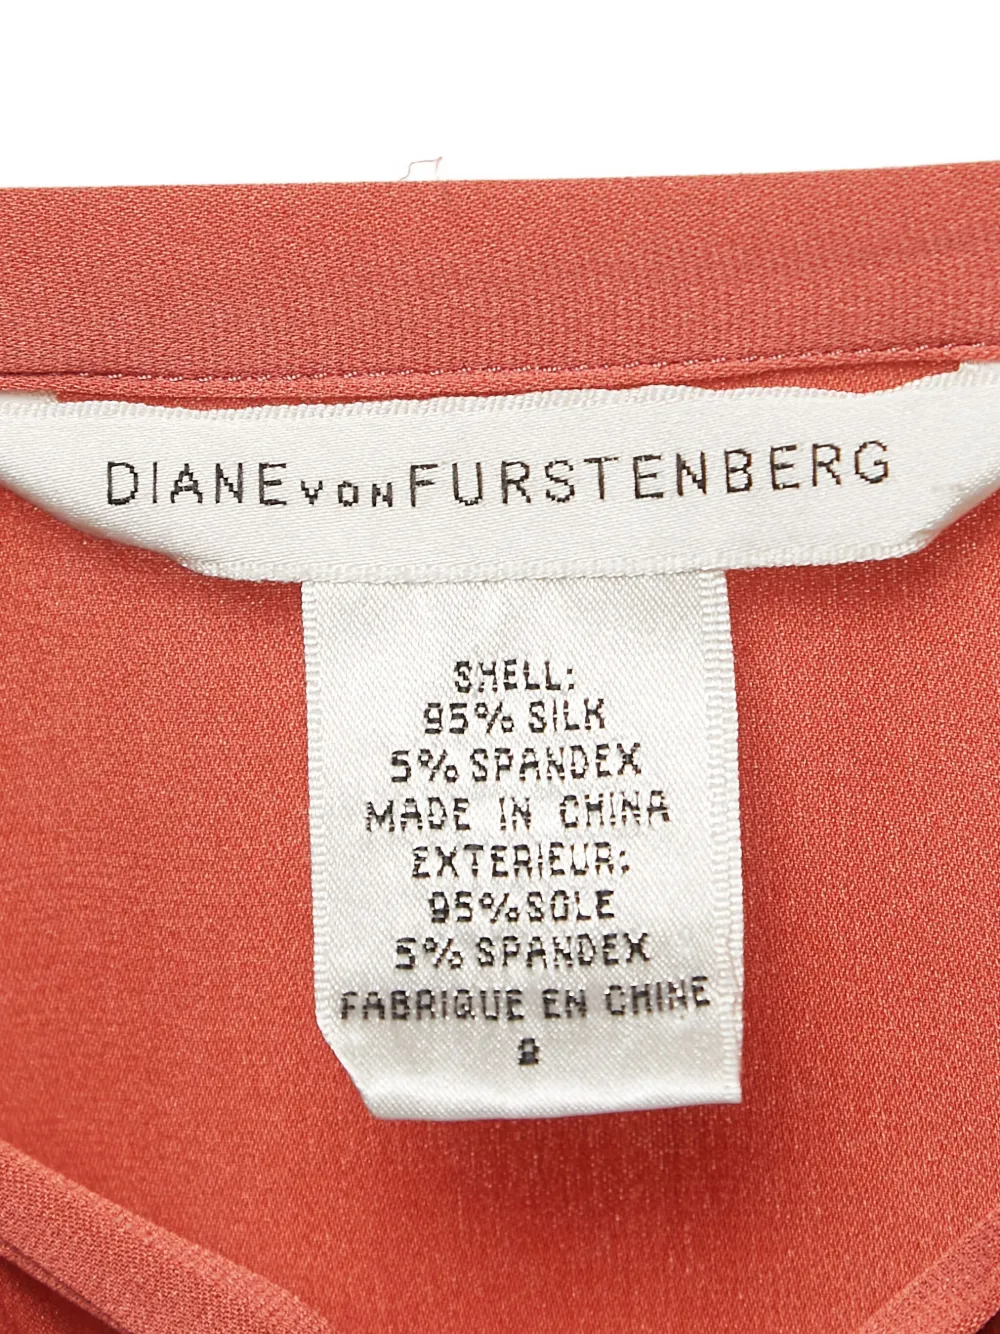 DIANE VON FURSTENBERG
SHELL:
95% SILK
5% SPANDEX
MADE IN CHINA
EXTERIEUR:
95% SOLE
5% SPANDEX
FABRIQUE EN CHINE
8